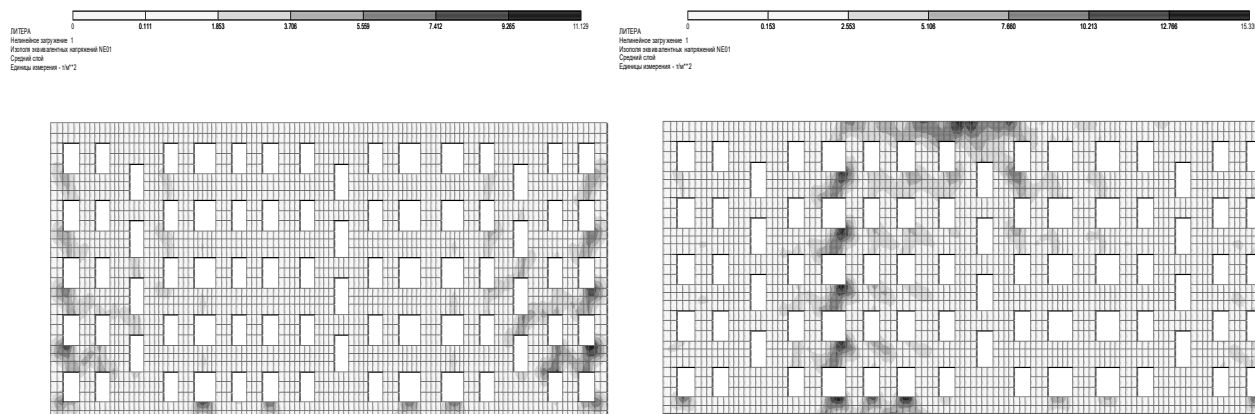 0 0.111 1.853 3.706 5.559 7.412 9.265 11.129
ЛИТЕРА
Нелинейное загружение 1
Изополя эквивалентных напряжений NE01
Средний слой
Единицы измерения - т/м**2
0 0.153 2.553 5.106 7.660 10.213 12.766
ЛИТЕРА
Нелинейное загружение 1
Изополя эквивалентных напряжений NE01
Средний слой
Единицы измерения - т/м**2